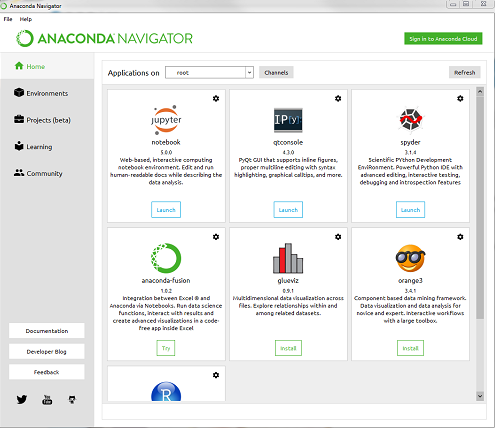 Anaconda Navigator
File Help
ANACONDA NAVIGATOR
Sign in to Anaconda Cloud
Home
Environments
Projects (beta)
Learning
Community
Documentation
Developer Blog
Feedback
Applications on root Channels Refresh
jupyter
notebook
5.0.0
Web-based, interactive computing
notebook environment. Edit and run
human-readable docs while describing the
data analysis.
Launch
IP[y]
qtconsole
4.3.0
PyQt GUI that supports inline figures,
proper multiline editing with syntax
highlighting, graphical calltips, and more.
Launch
spyder
3.1.4
Scientific PYthon Development
EnviRonment. Powerful Python IDE with
advanced editing, interactive testing,
debugging and introspection features
Launch
anaconda-fusion
1.0.2
Integration between Excel ® and
Anaconda via Notebooks. Run data science
functions, interact with results and
create advanced visualizations in a code-
free app inside Excel
Try
glueviz
0.9.1
Multidimensional data visualization across
files. Explore relationships within and
among related datasets.
Install
orange3
3.4.1
Component based data mining framework.
Data visualization and data analysis for
novice and expert. Interactive workflows
with a large toolbox.
Install
R